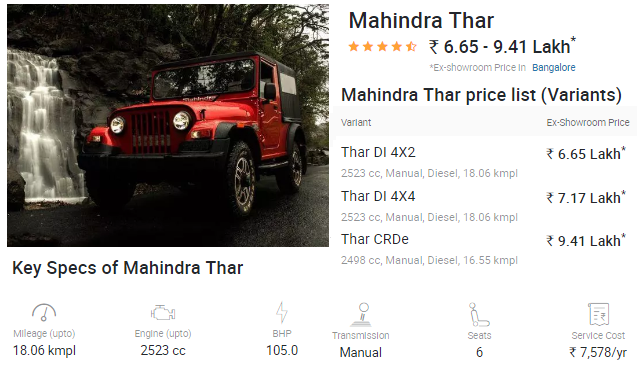 Mahindra Thar
₹ 6.65 - 9.41 Lakh*
*Ex-showroom Price in Bangalore
Mahindra Thar price list (Variants)
Variant Ex-Showroom Price
Thar DI 4X2 ₹ 6.65 Lakh*
2523 cc, Manual, Diesel, 18.06 kmpl
Thar DI 4X4 ₹ 7.17 Lakh*
2523 cc, Manual, Diesel, 18.06 kmpl
Thar CRDe ₹ 9.41 Lakh*
2498 cc, Manual, Diesel, 16.55 kmpl
Key Specs of Mahindra Thar
Mileage (upto) Engine (upto) BHP Transmission Seats Service Cost
18.06 kmpl 2523 cc 105.0 Manual 6 ₹ 7,578/yr